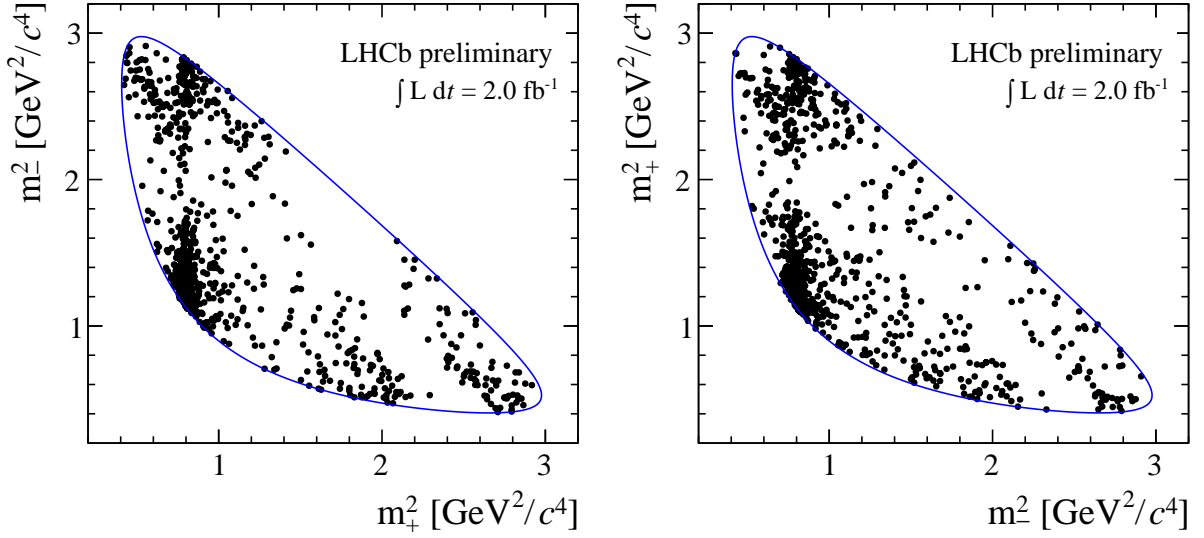 LHCb preliminary
∫ L dt = 2.0 fb⁻¹
m²₋ [GeV²/c⁴]
3
2
1
1 2 3
m²₊ [GeV²/c⁴]
LHCb preliminary
∫ L dt = 2.0 fb⁻¹
m²₊ [GeV²/c⁴]
3
2
1
1 2 3
m²₋ [GeV²/c⁴]